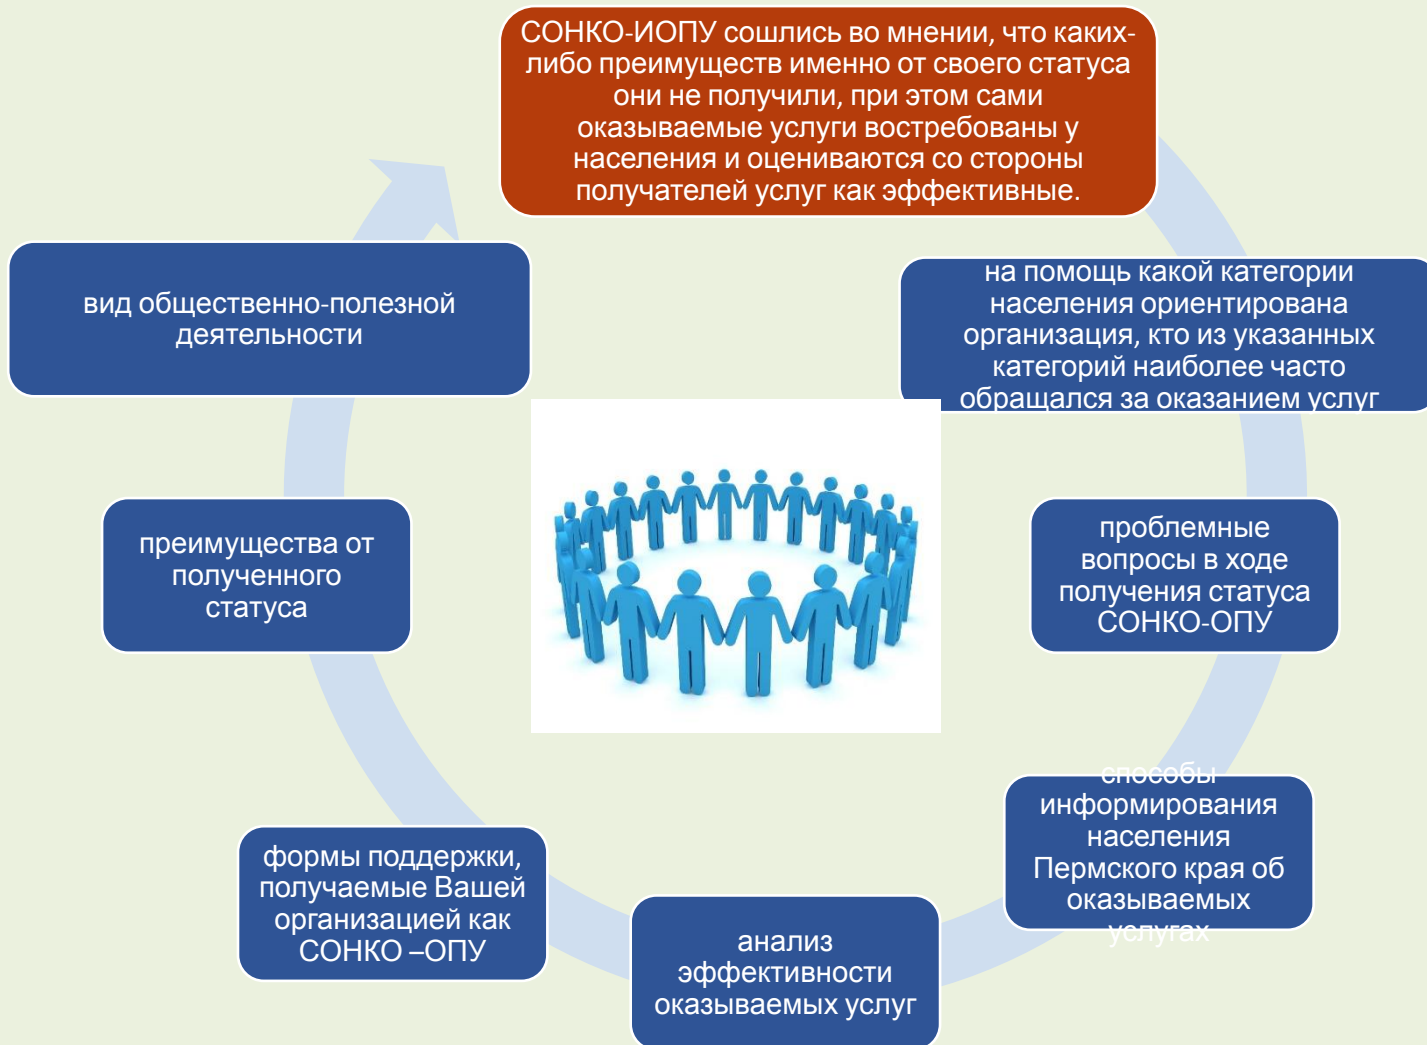 СОНКО-ИОПУ сошлись во мнении, что каких-
либо преимуществ именно от своего статуса
они не получили, при этом сами
оказываемые услуги востребованы у
населения и оцениваются со стороны
получателей услуг как эффективные.
на помощь какой категории
населения ориентирована
организация, кто из указанных
категорий наиболее часто
обращался за оказанием услуг
проблемные
вопросы в ходе
получения статуса
СОНКО-ОПУ
способы
информирования
населения
Пермского края об
оказываемых
услугах
анализ
эффективности
оказываемых услуг
формы поддержки,
получаемые Вашей
организацией как
СОНКО –ОПУ
преимущества от
полученного
статуса
вид общественно-полезной
деятельности